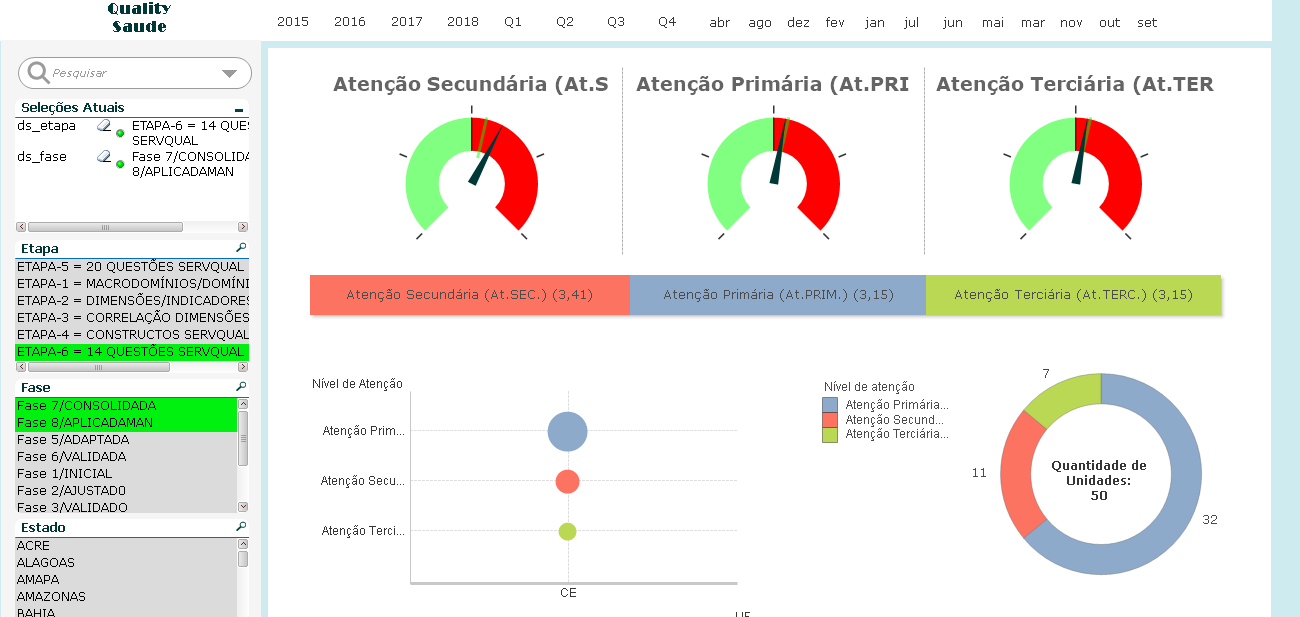 Quality
Saude
2015 2016 2017 2018 Q1 Q2 Q3 Q4 abr ago dez fev jan jul jun mai mar nov out set
Pesquisar
Seleções Atuais
ds_etapa ETAPA-6 = 14 QUES
SERVQUAL
ds_fase Fase 7/CONSOLIDA
8/APLICADAMAN
Etapa
ETAPA-5 = 20 QUESTÕES SERVQUAL
ETAPA-1 = MACRODOMÍNIOS/DOMÍNI
ETAPA-2 = DIMENSÕES/INDICADORES
ETAPA-3 = CORRELAÇÃO DIMENSÕES
ETAPA-4 = CONSTRUCTOS SERVQUAL
ETAPA-6 = 14 QUESTÕES SERVQUAL
Fase
Fase 7/CONSOLIDADA
Fase 8/APLICADAMAN
Fase 5/ADAPTADA
Fase 6/VALIDADA
Fase 1/INICIAL
Fase 2/AJUSTADO
Fase 3/VALIDADO
Estado
ACRE
ALAGOAS
AMAPA
AMAZONAS
BAHIA
Atenção Secundária (At.S
Atenção Primária (At.PRI
Atenção Terciária (At.TER
Atenção Secundária (At.SEC.) (3,41)
Atenção Primária (At.PRIM.) (3,15)
Atenção Terciária (At.TERC.) (3,15)
Nível de Atenção
Atenção Prim...
Atenção Secu...
Atenção Terci...
CE
UF
Nível de atenção
Atenção Primária...
Atenção Secund...
Atenção Terciária...
7
11
32
Quantidade de
Unidades:
50